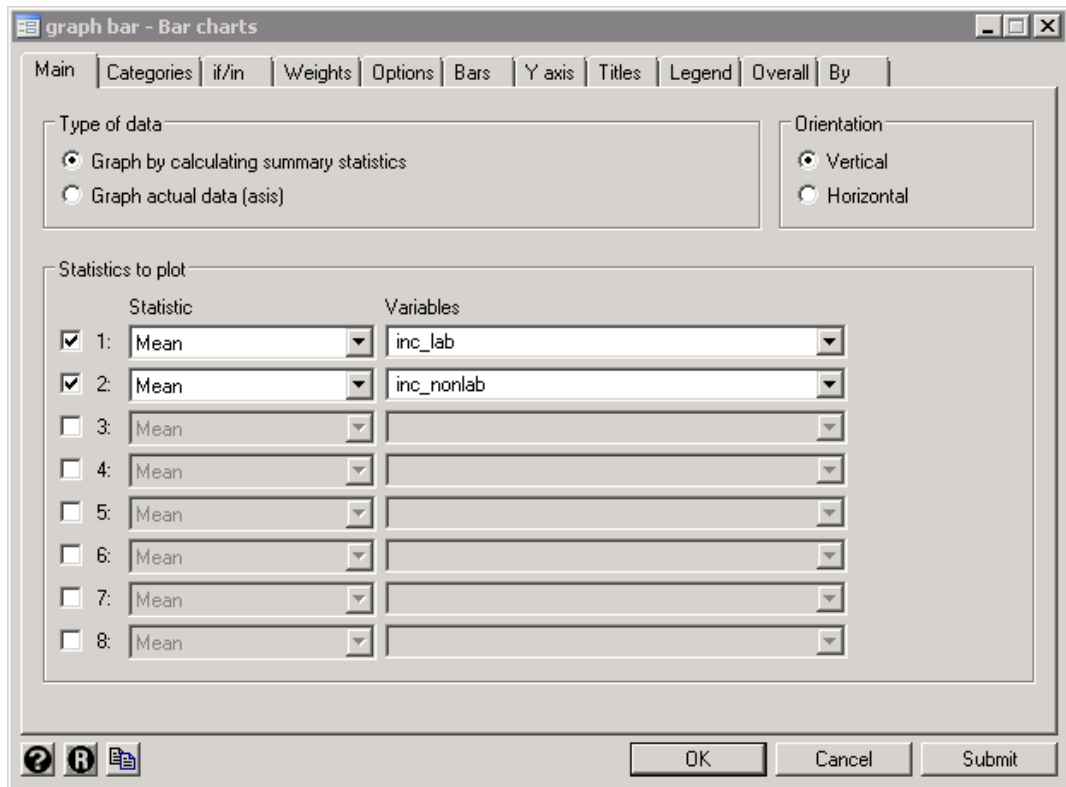 graph bar - Bar charts
Main Categories if/in Weights Options Bars Y axis Titles Legend Overall By
Type of data
Graph by calculating summary statistics
Graph actual data (asis)
Orientation
Vertical
Horizontal
Statistics to plot
Statistic Variables
1: Mean inc_lab
2: Mean inc_nonlab
3: Mean
4: Mean
5: Mean
6: Mean
7: Mean
8: Mean
? R OK Cancel Submit